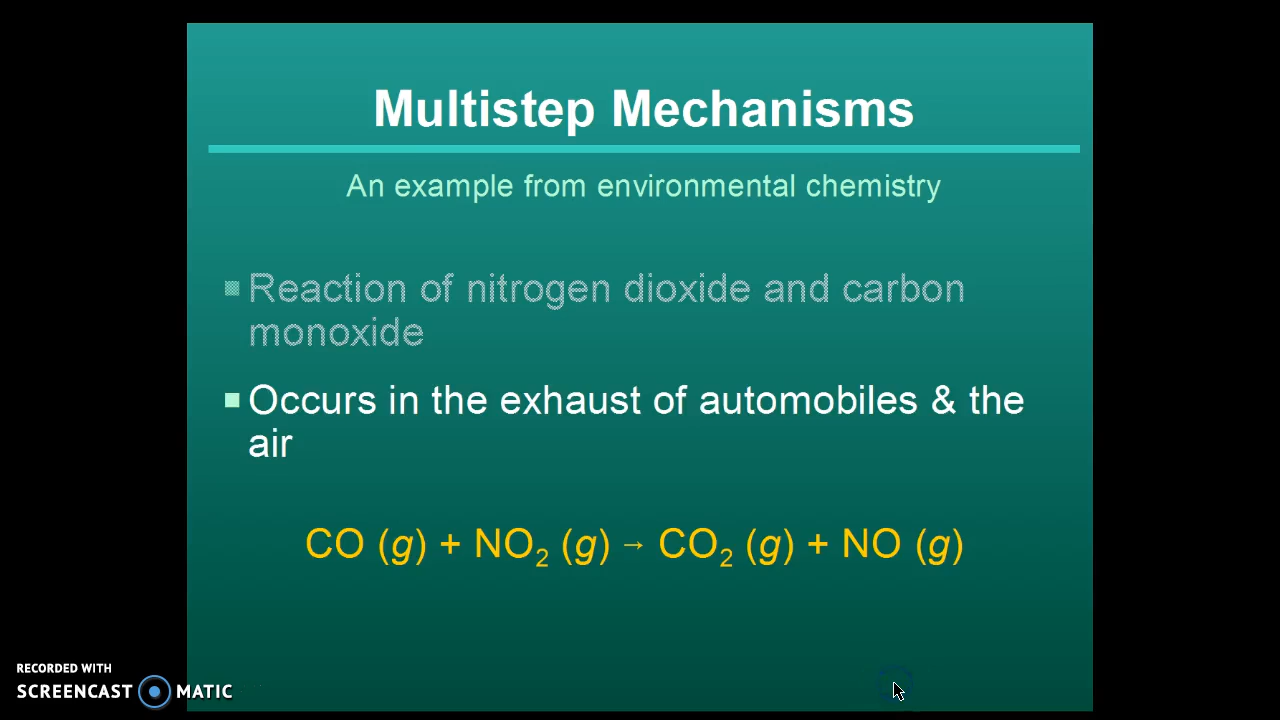 Multistep Mechanisms
An example from environmental chemistry
Reaction of nitrogen dioxide and carbon
monoxide
Occurs in the exhaust of automobiles & the
air
CO (g) + NO₂ (g) → CO₂ (g) + NO (g)
RECORDED WITH
SCREENCAST MATIC